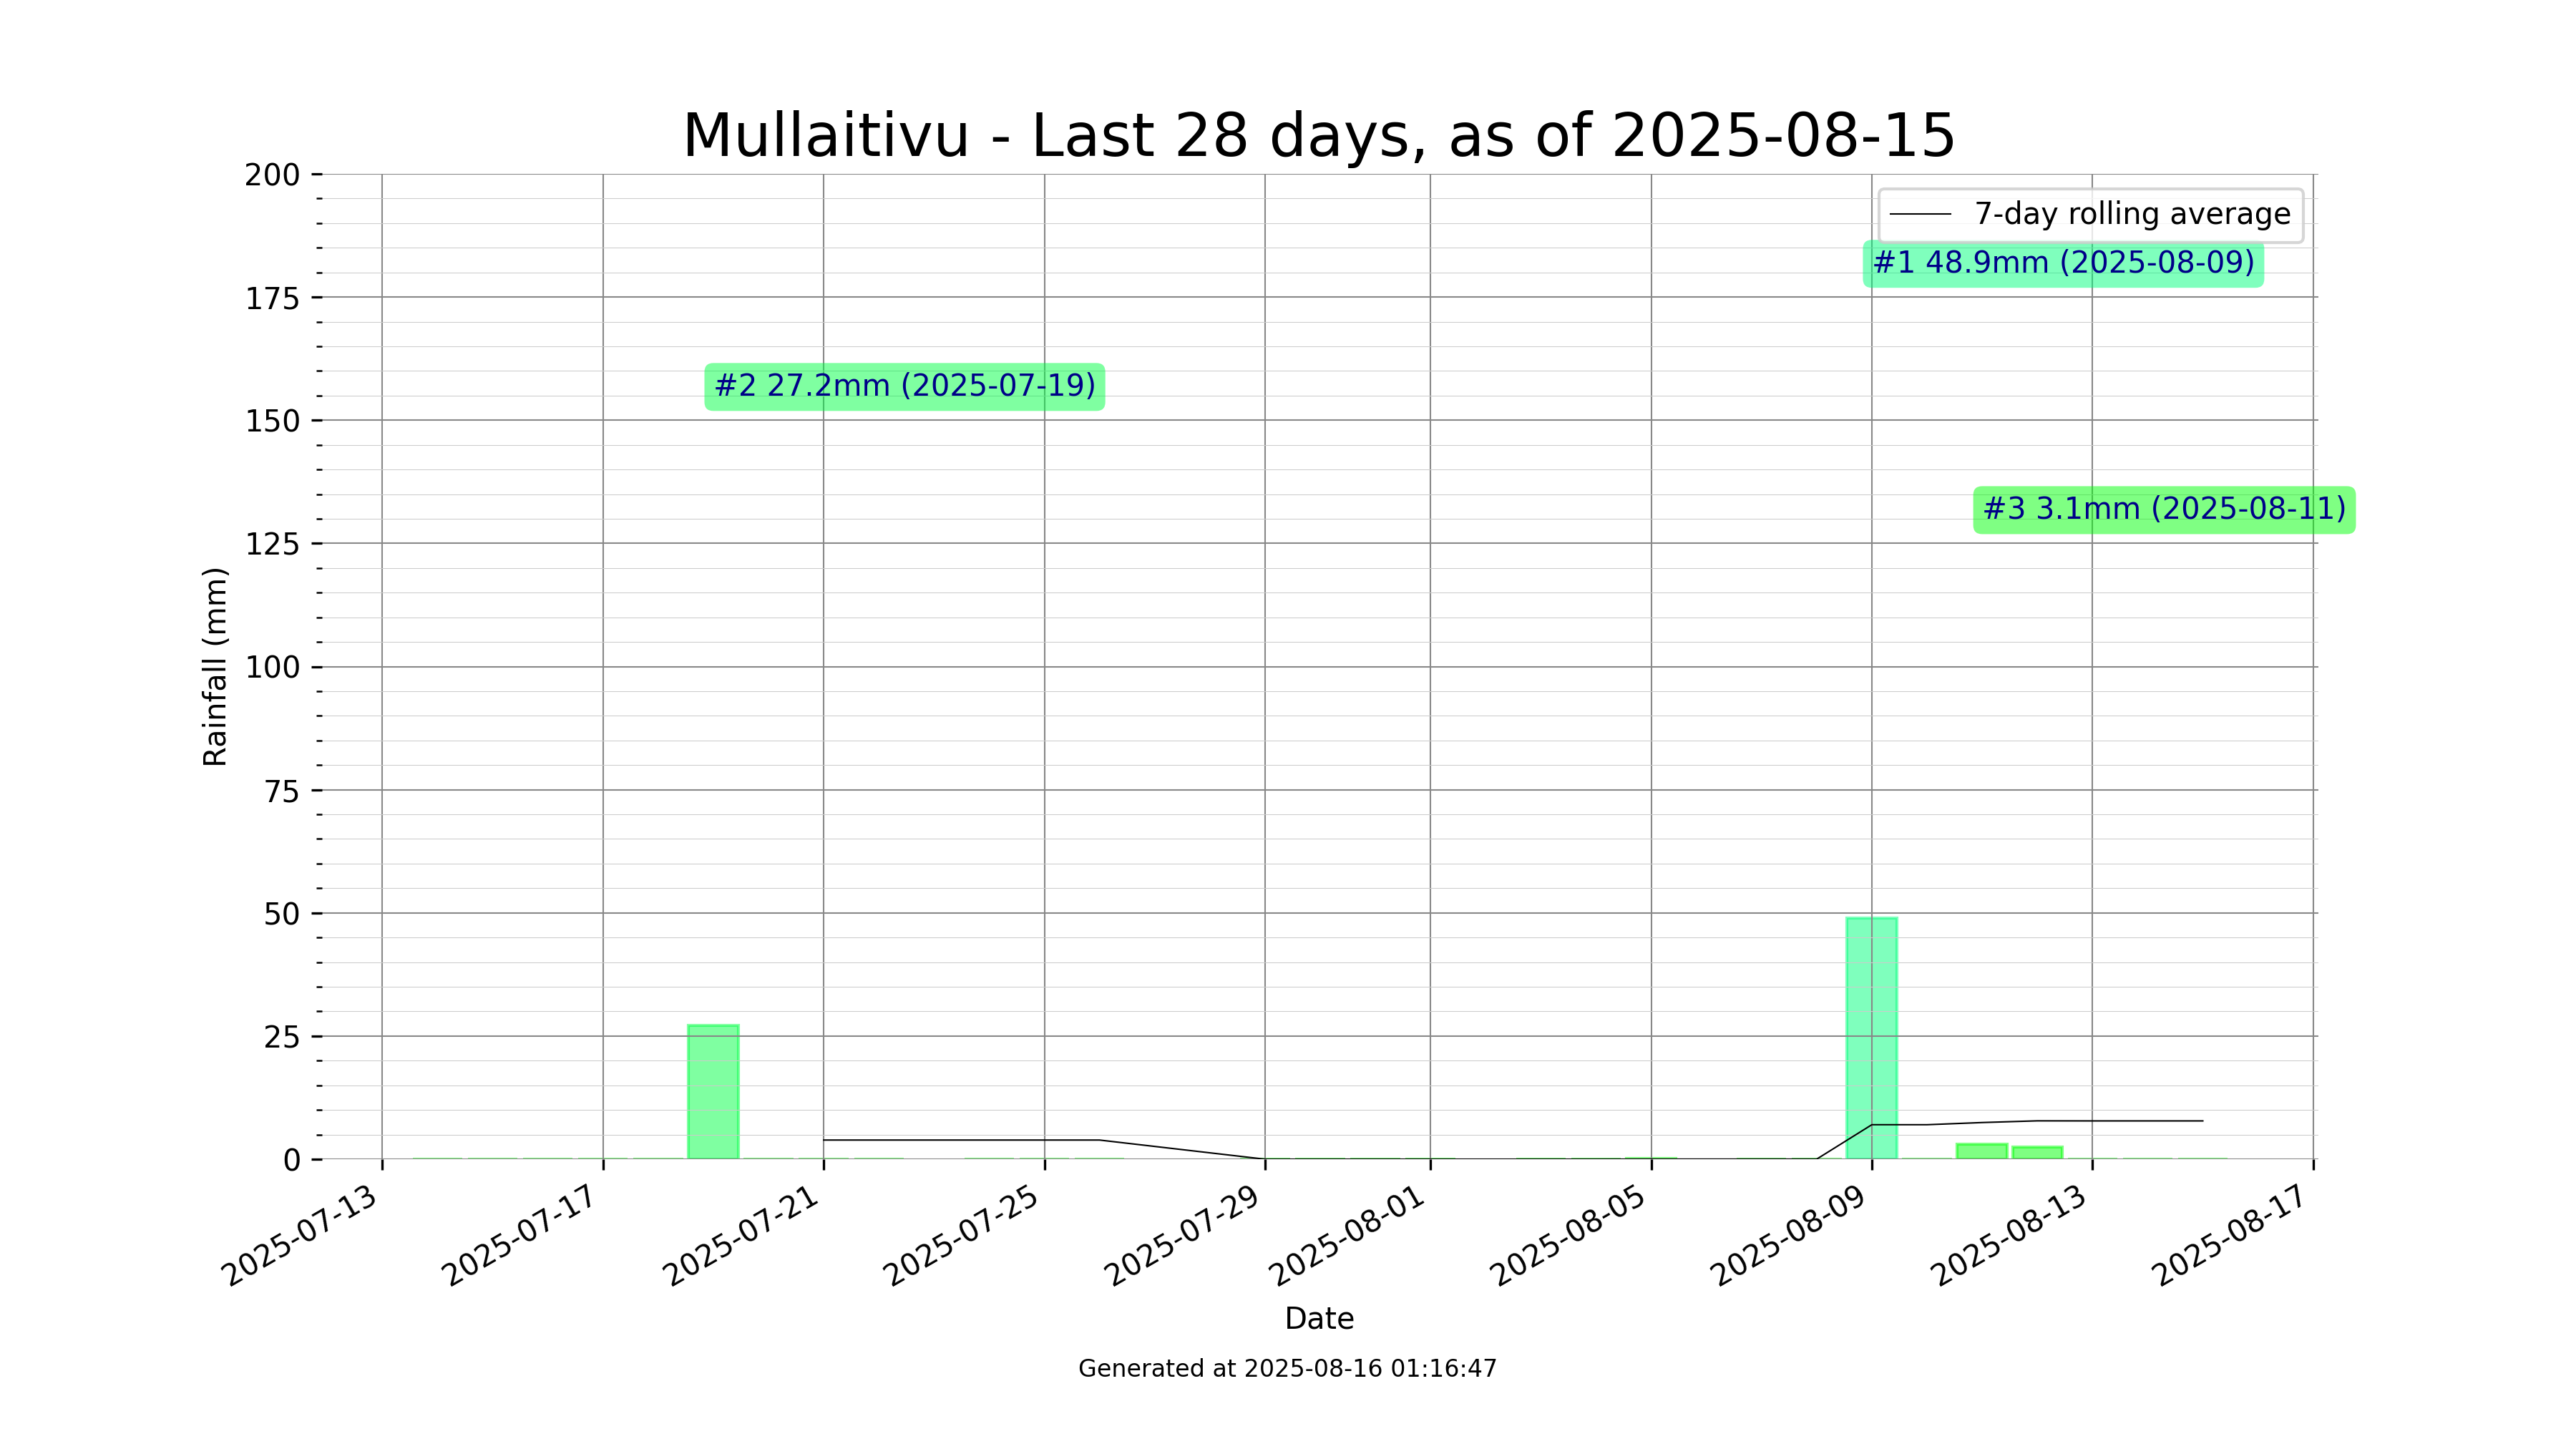 Mullaitivu - Last 28 days, as of 2025-08-15
200
175
150
125
100
75
50
25
0
Rainfall (mm)
7-day rolling average
#1 48.9mm (2025-08-09)
#2 27.2mm (2025-07-19)
#3 3.1mm (2025-08-11)
2025-07-13
2025-07-17
2025-07-21
2025-07-25
2025-07-29
2025-08-01
2025-08-05
2025-08-09
2025-08-13
2025-08-17
Date
Generated at 2025-08-16 01:16:47